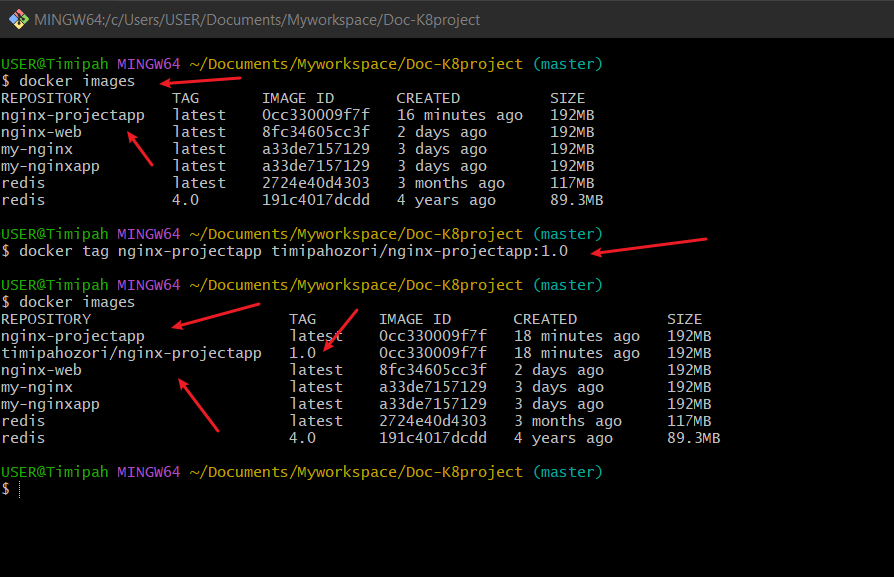 MINGW64:/c/Users/USER/Documents/Myworkspace/Doc-K8project
USER@Timipah MINGW64 ~/Documents/Myworkspace/Doc-K8project (master)
$ docker images
REPOSITORY TAG IMAGE ID CREATED SIZE
nginx-projectapp latest 0cc330009f7f 16 minutes ago 192MB
nginx-web latest 8fc34605cc3f 2 days ago 192MB
my-nginx latest a33de7157129 3 days ago 192MB
my-nginxapp latest a33de7157129 3 days ago 192MB
redis latest 2724e40d4303 3 months ago 117MB
redis 4.0 191c4017dcdd 4 years ago 89.3MB
USER@Timipah MINGW64 ~/Documents/Myworkspace/Doc-K8project (master)
$ docker tag nginx-projectapp timipahozori/nginx-projectapp:1.0
USER@Timipah MINGW64 ~/Documents/Myworkspace/Doc-K8project (master)
$ docker images
REPOSITORY TAG IMAGE ID CREATED SIZE
nginx-projectapp latest 0cc330009f7f 18 minutes ago 192MB
timipahozori/nginx-projectapp 1.0 0cc330009f7f 18 minutes ago 192MB
nginx-web latest 8fc34605cc3f 2 days ago 192MB
my-nginx latest a33de7157129 3 days ago 192MB
my-nginxapp latest a33de7157129 3 days ago 192MB
redis latest 2724e40d4303 3 months ago 117MB
redis 4.0 191c4017dcdd 4 years ago 89.3MB
USER@Timipah MINGW64 ~/Documents/Myworkspace/Doc-K8project (master)
$